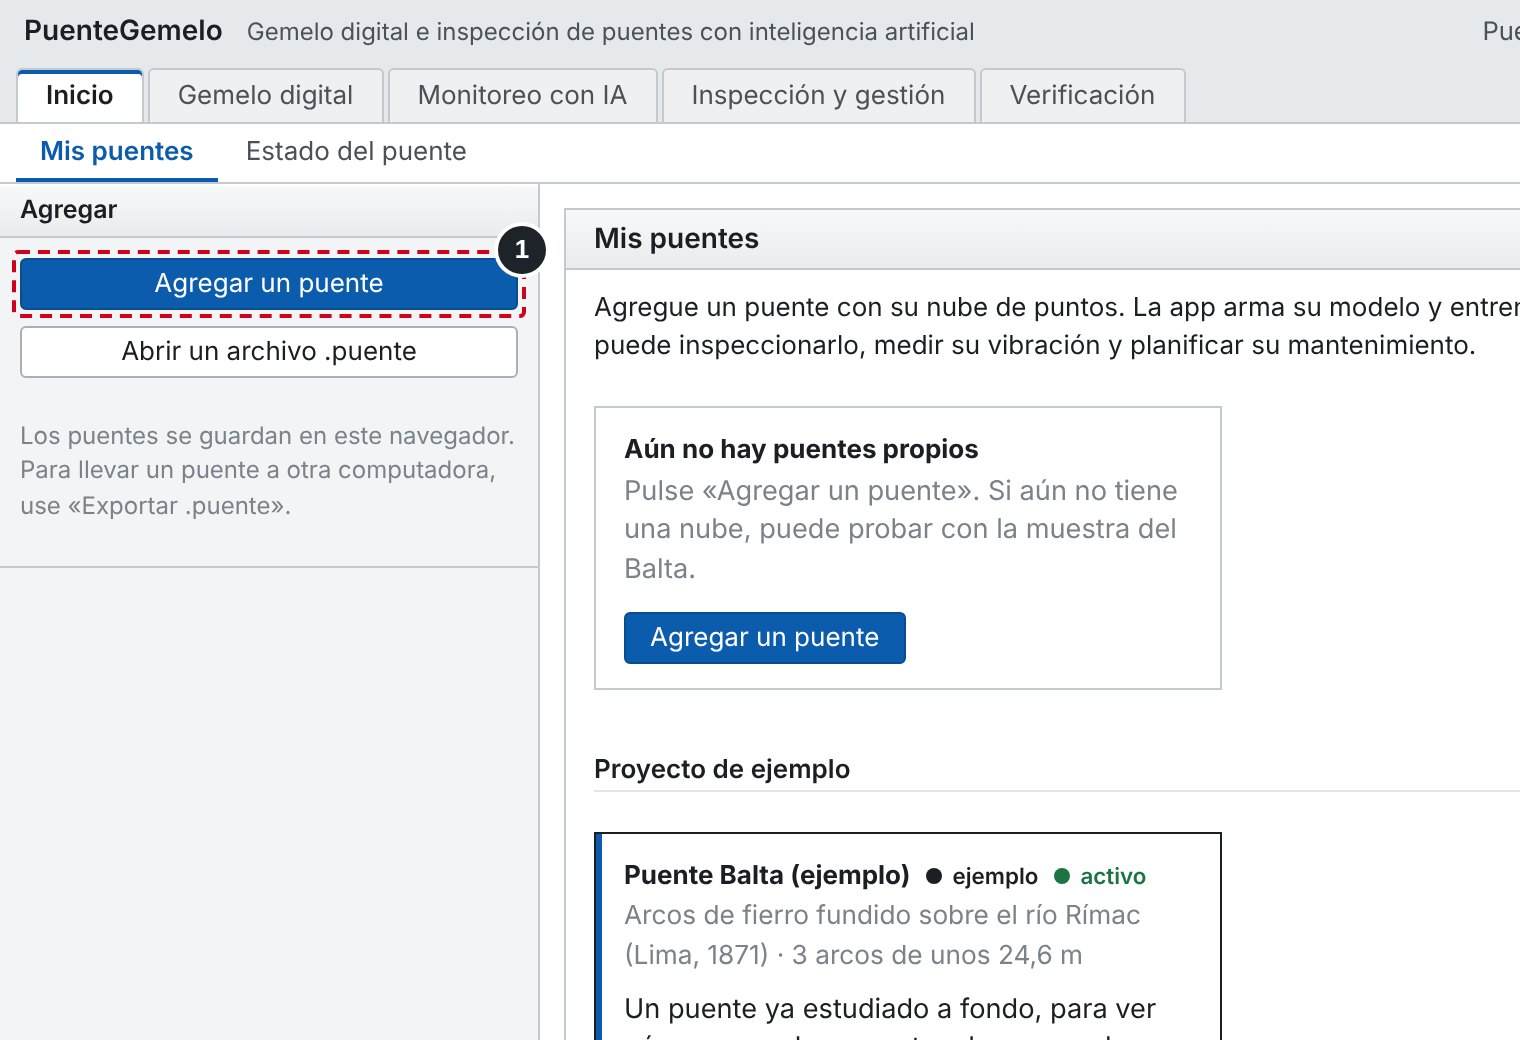 PuenteGemelo Gemelo digital e inspección de puentes con inteligencia artificial
Inicio Gemelo digital Monitoreo con IA Inspección y gestión Verificación
Mis puentes Estado del puente
Agregar
1
Agregar un puente
Abrir un archivo .puente
Los puentes se guardan en este navegador.
Para llevar un puente a otra computadora,
use «Exportar .puente».
Mis puentes
Agregue un puente con su nube de puntos. La app arma su modelo y
puede inspeccionarlo, medir su vibración y planificar su mantenimiento.
Aún no hay puentes propios
Pulse «Agregar un puente». Si aún no tiene
una nube, puede probar con la muestra del
Balta.
Agregar un puente
Proyecto de ejemplo
Puente Balta (ejemplo) ejemplo activo
Arcos de fierro fundido sobre el río Rímac
(Lima, 1871) · 3 arcos de unos 24,6 m
Un puente ya estudiado a fondo, para ver